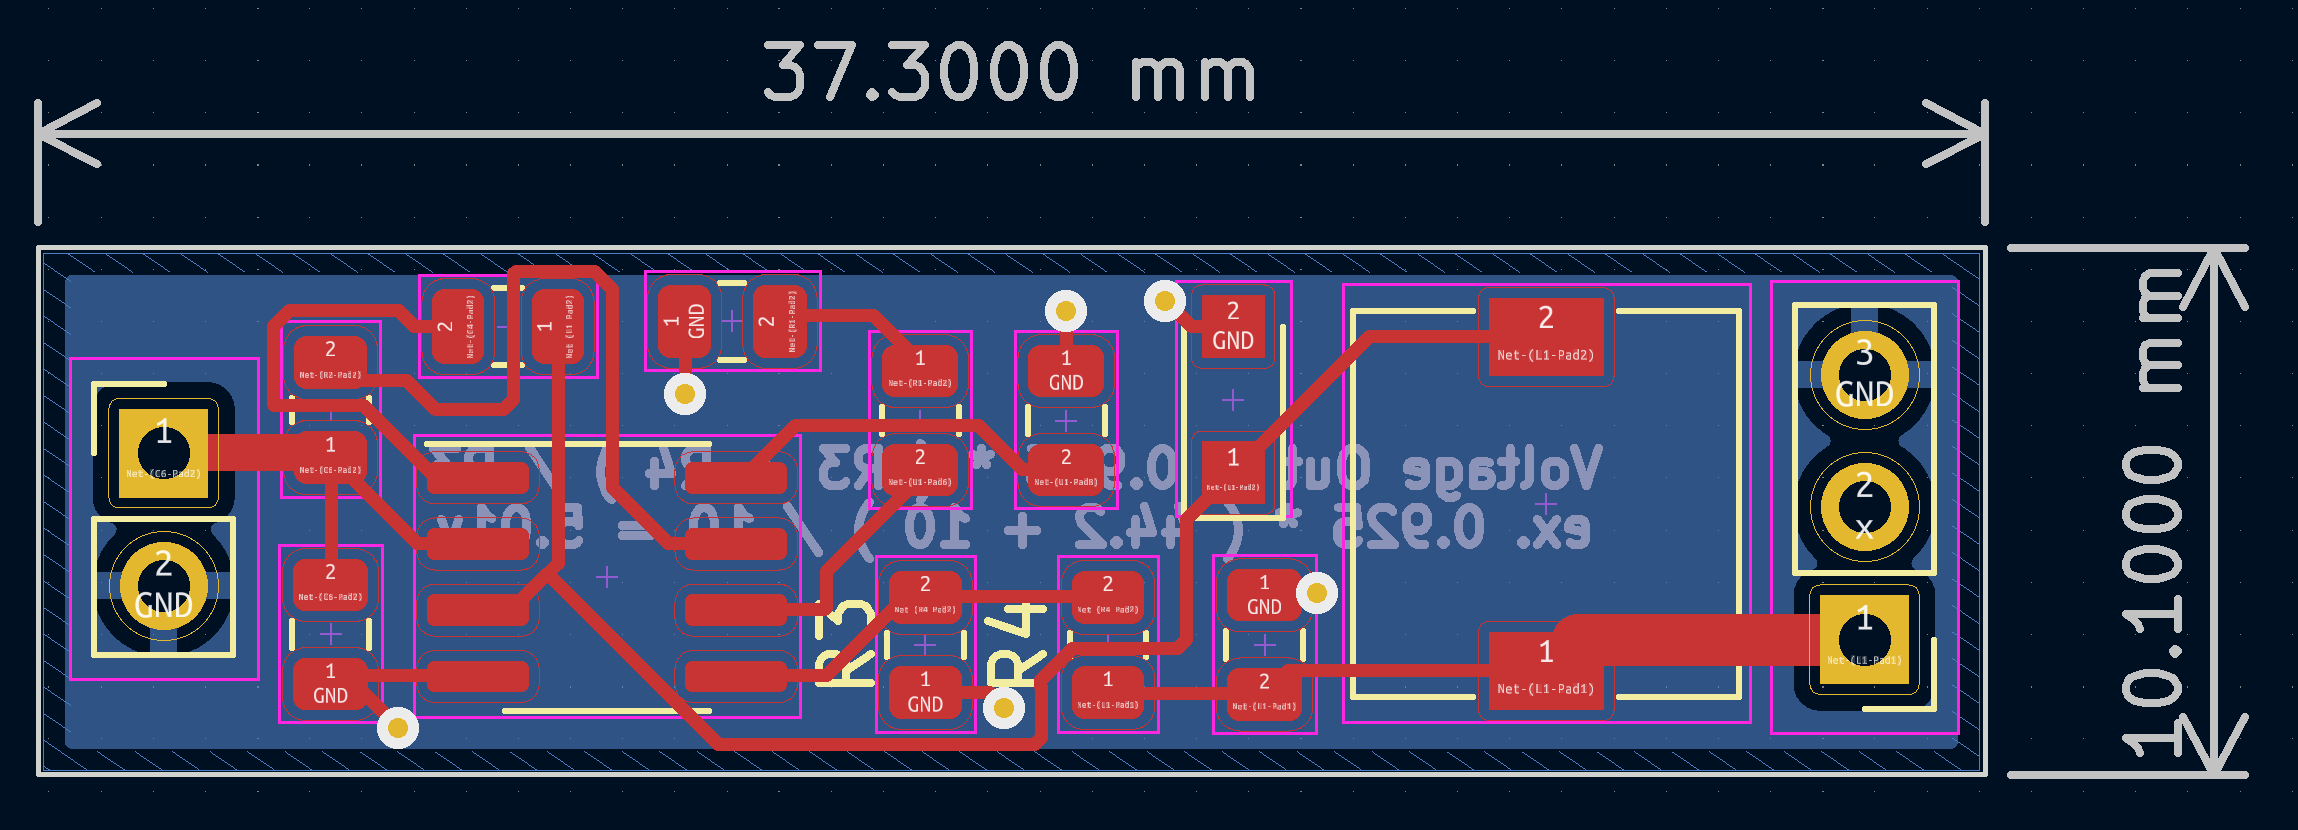 37.3000 mm
10.1000 mm
2
Net-(C4-Pad2)
1
Net-(L1-Pad2)
1
GND
2
Net-(R1-Pad2)
2
Net-(R2-Pad2)
1
Net-(C6-Pad2)
1
Net-(C6-Pad2)
2
GND
2
Net-(C6-Pad2)
1
GND
1
Net-(R1-Pad2)
2
Net-(U1-Pad6)
1
GND
2
Net-(U1-Pad8)
2
GND
1
Net-(L1-Pad2)
2
Net-(L1-Pad2)
1
Net-(L1-Pad1)
3
GND
2
x
1
Net-(L1-Pad1)
Voltage Out 0.9 * R3 R4 ) /
ex. 0.925 * ( 44.2 + 10 ) / 10 = 5.01v
R3
R4
2
Net-(R4-Pad2)
1
GND
2
Net-(R4-Pad2)
1
Net-(L1-Pad1)
1
GND
2
Net-(L1-Pad1)